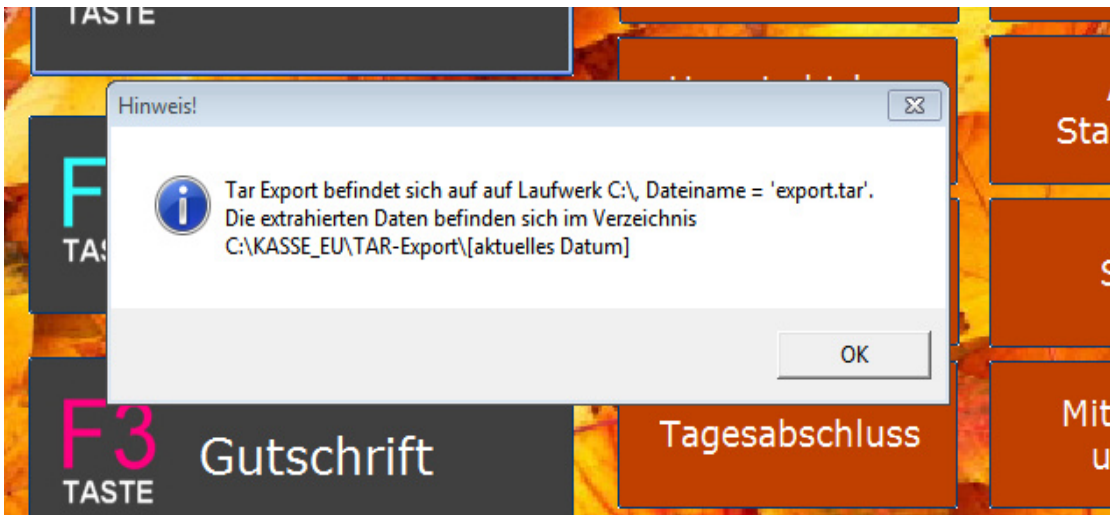 TASTE
Hinweis!
Tar Export befindet sich auf auf Laufwerk C:\, Dateiname = 'export.tar'.
Die extrahierten Daten befinden sich im Verzeichnis
C:\KASSE_EU\TAR-Export\[aktuelles Datum]
OK
F3
TASTE
Gutschrift
Tagesabschluss